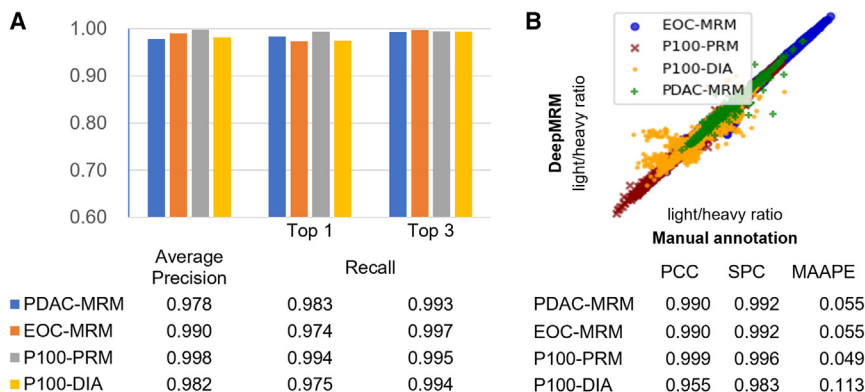 A
1.00
0.90
0.80
0.70
0.60
Top 1 Top 3
Average
Precision
Recall
PDAC-MRM 0.978 0.983 0.993
EOC-MRM 0.990 0.974 0.997
P100-PRM 0.998 0.994 0.995
P100-DIA 0.982 0.975 0.994
B
EOC-MRM
P100-PRM
P100-DIA
PDAC-MRM
DeepMRM
light/heavy ratio
light/heavy ratio
Manual annotation
PCC SPC MAAPE
PDAC-MRM 0.990 0.992 0.055
EOC-MRM 0.990 0.992 0.055
P100-PRM 0.999 0.996 0.049
P100-DIA 0.955 0.983 0.113